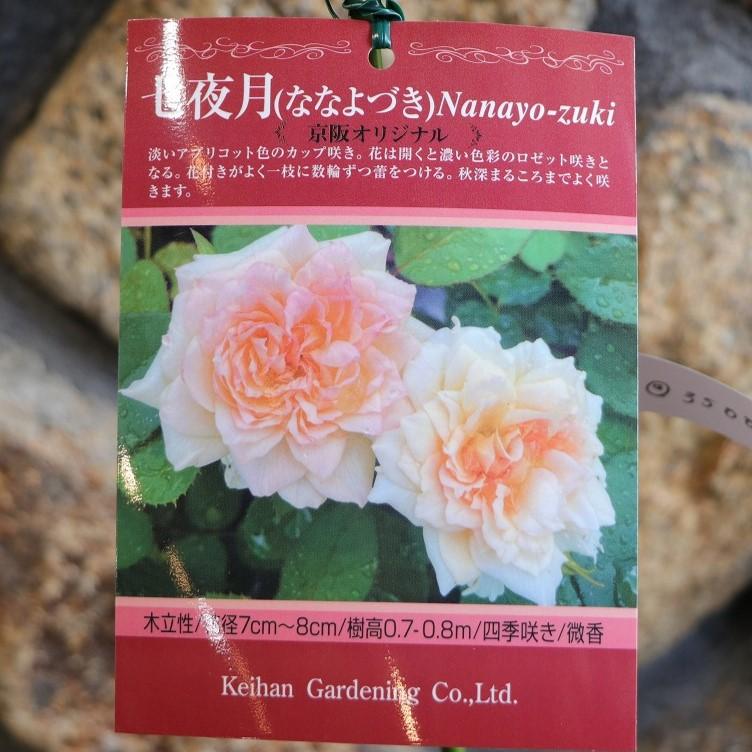 七夜月(ななよづき)Nanayo-zuki
京阪オリジナル
淡いアプリコット色のカップ咲き。花は開くと濃い色彩のロゼット咲きと
なる。花付きがよく一枝に数輪ずつ蕾をつける。秋深まるころまでよく咲
きます。
木立性/花径7cm〜8cm/樹高0.7-0.8m/四季咲き/微香
Keihan Gardening Co.,Ltd.